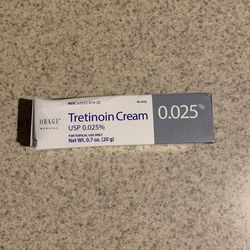 Rx only
OBAGI
MEDICAL
Tretinoin Cream
USP 0.025%
FOR TOPICAL USE ONLY
Net Wt. 0.7 oz. (20 g)
0.025%